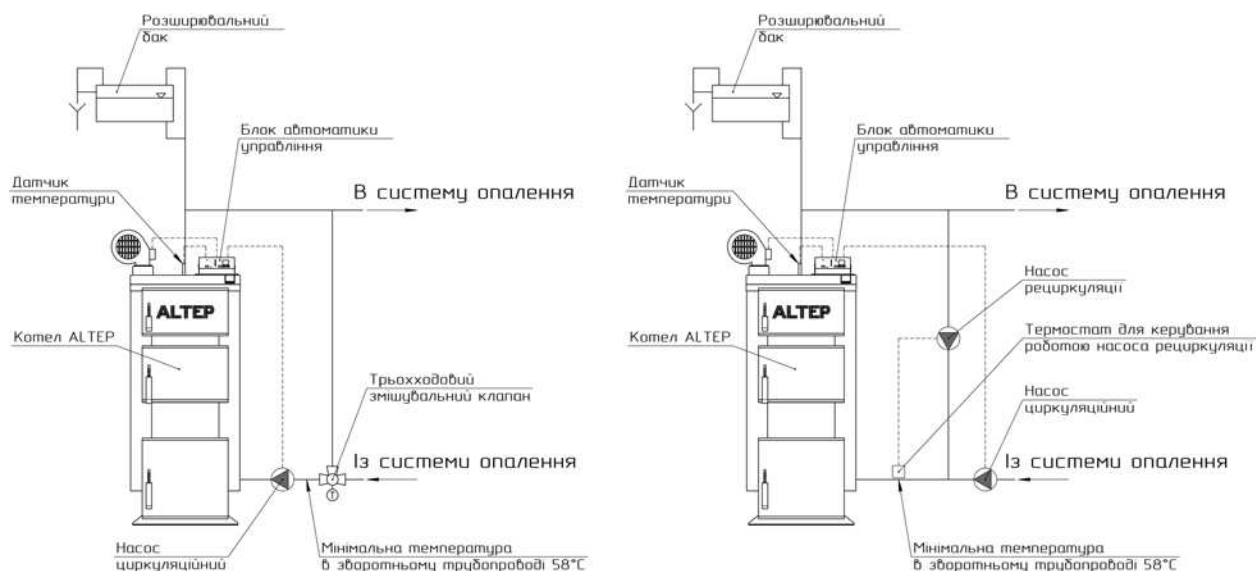 Розширювальний
бак
Блок автоматики
управління
Датчик
температури
В систему опалення
ALTEP
Котел ALTEP
Трьохходовий
змішувальний клапан
Із системи опалення
T
Насос
циркуляційний
Мінімальна температура
в зворотньому трубопроводі 58°C
Розширювальний
бак
Блок автоматики
управління
Датчик
температури
В систему опалення
ALTEP
Котел ALTEP
Насос
рециркуляції
Термостат для керування
роботою насоса рециркуляції
Насос
циркуляційний
Із системи опалення
Мінімальна температура
в зворотньому трубопроводі 58°C